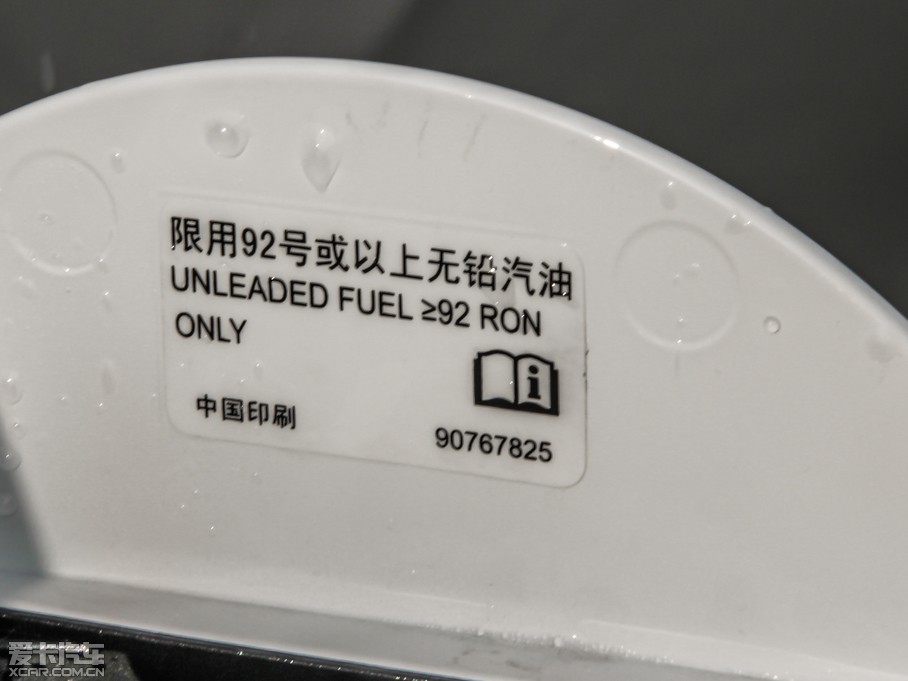 限用92号或以上无铅汽油
UNLEADED FUEL ≥92 RON
ONLY
中国印刷
90767825
爱卡汽车
XCAR.COM.CN